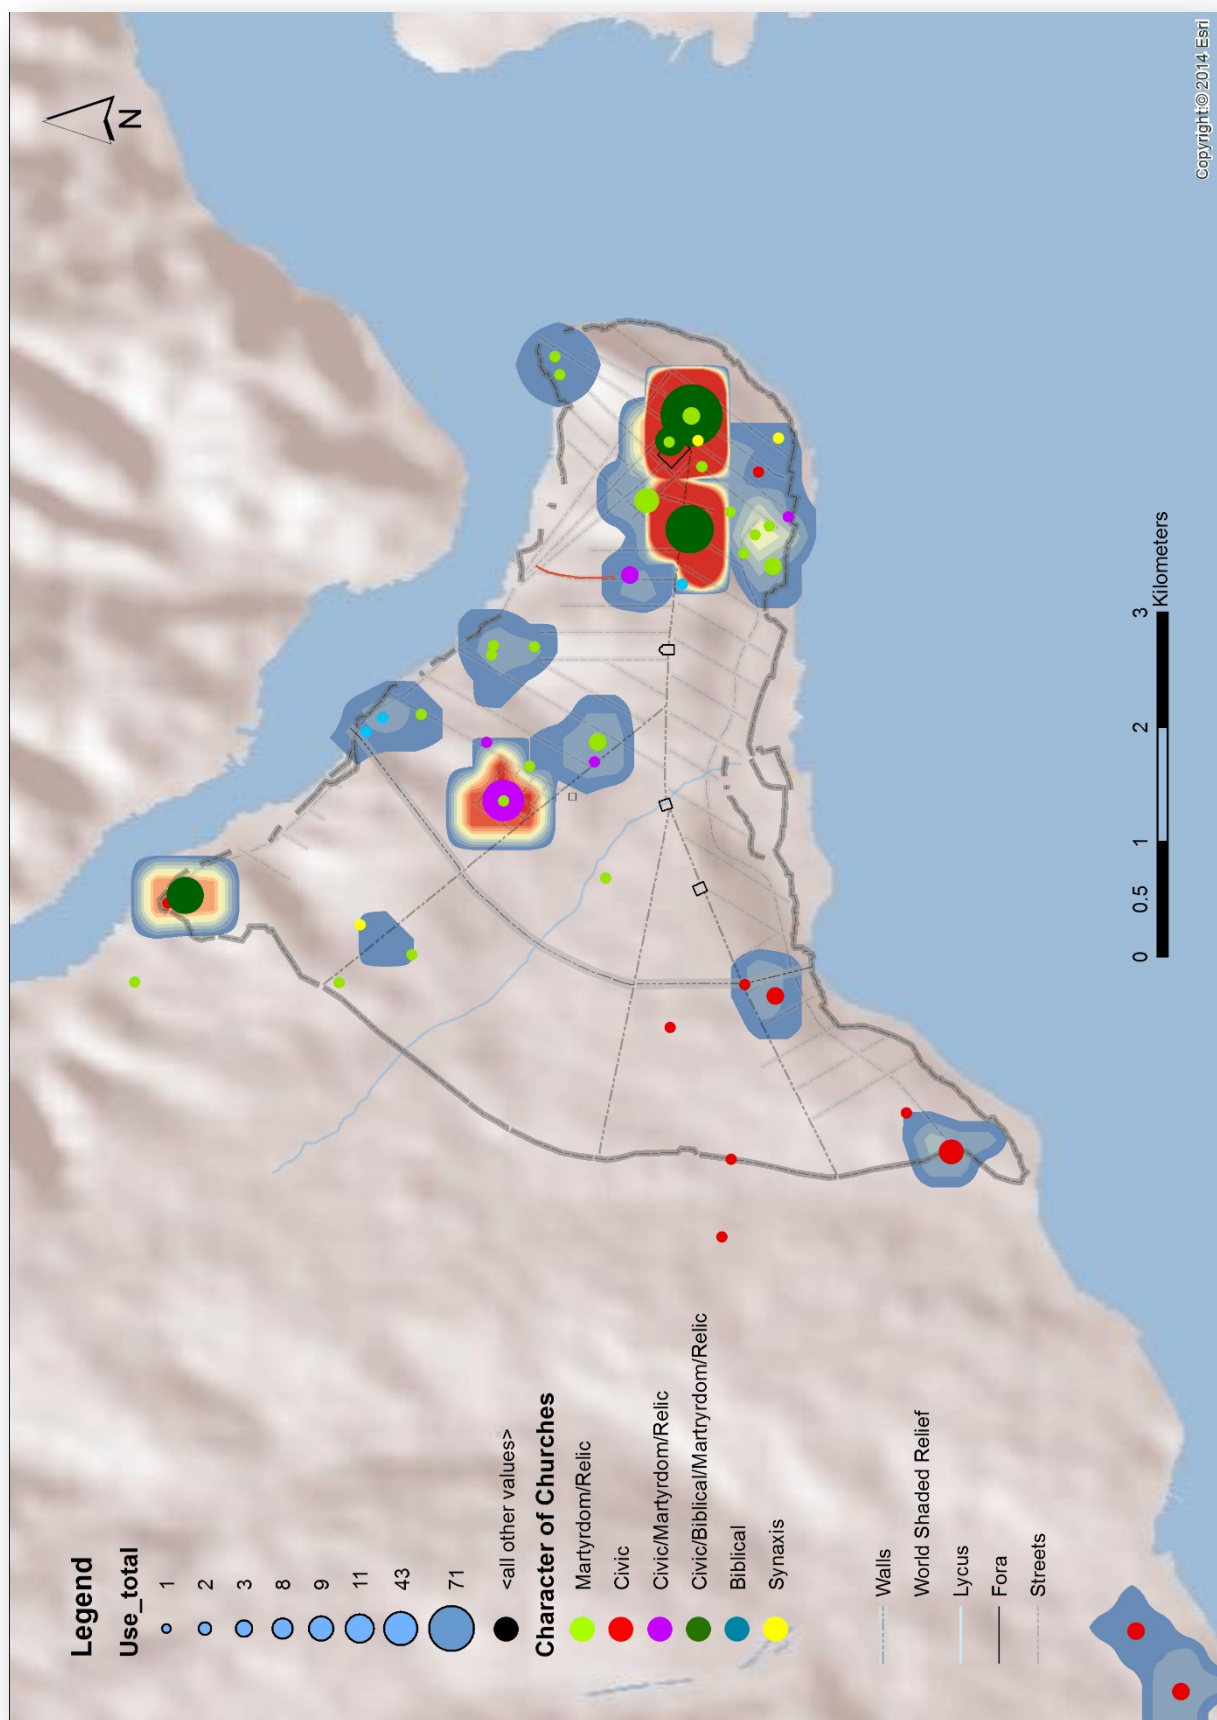 Legend
Use_total
1
2
3
8
9
11
43
71
<all other values>
Character of Churches
Martyrdom/Relic
Civic
Civic/Martyrdom/Relic
Civic/Biblical/Martryrdom/Relic
Biblical
Synaxis
Walls
World Shaded Relief
Lycus
Fora
Streets
0 0.5 1 2 3
Kilometers
N
Copyright:© 2014 Esri